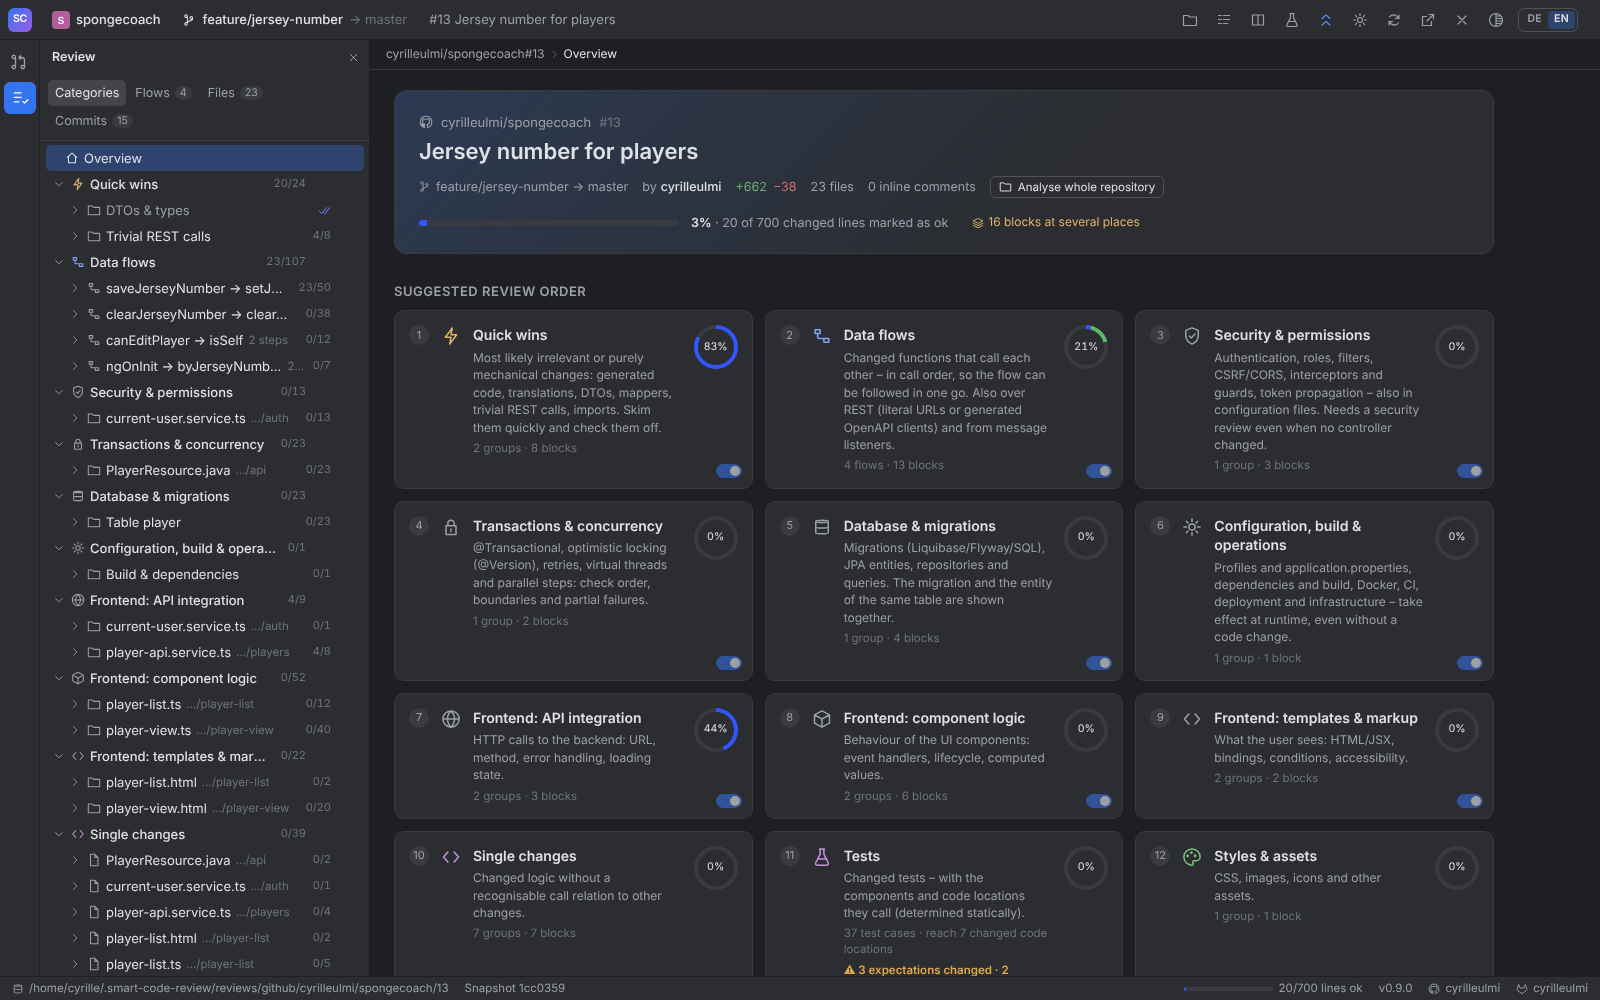 SC
S spongecoach feature/jersey-number → master #13 Jersey number for players
DE EN
Review
Categories Flows 4 Files 23
Commits 15
Overview
Quick wins 20/24
DTOs & types
Trivial REST calls 4/8
Data flows 23/107
saveJerseyNumber → setJ... 23/50
clearJerseyNumber → clear... 0/38
canEditPlayer → isSelf 2 steps 0/12
ngOnInit → byJerseyNumb... 2... 0/7
Security & permissions 0/13
current-user.service.ts .../auth 0/13
Transactions & concurrency 0/23
PlayerResource.java .../api 0/23
Database & migrations 0/23
Table player 0/23
Configuration, build & opera... 0/1
Build & dependencies 0/1
Frontend: API integration 4/9
current-user.service.ts .../auth 0/1
player-api.service.ts .../players 4/8
Frontend: component logic 0/52
player-list.ts .../player-list 0/12
player-view.ts .../player-view 0/40
Frontend: templates & mar... 0/22
player-list.html .../player-list 0/2
player-view.html .../player-view 0/20
Single changes 0/39
PlayerResource.java .../api 0/2
current-user.service.ts .../auth 0/1
player-api.service.ts .../players 0/4
player-list.html .../player-list 0/2
player-list.ts .../player-list 0/5
cyrilleulmi/spongecoach#13 › Overview
cyrilleulmi/spongecoach #13
Jersey number for players
feature/jersey-number → master by cyrilleulmi +662 −38 23 files 0 inline comments Analyse whole repository
3% · 20 of 700 changed lines marked as ok 16 blocks at several places
SUGGESTED REVIEW ORDER
1 Quick wins 83%
Most likely irrelevant or purely
mechanical changes: generated
code, translations, DTOs, mappers,
trivial REST calls, imports. Skim
them quickly and check them off.
2 groups · 8 blocks
2 Data flows 21%
Changed functions that call each
other – in call order, so the flow can
be followed in one go. Also over
REST (literal URLs or generated
OpenAPI clients) and from message
listeners.
4 flows · 13 blocks
3 Security & permissions 0%
Authentication, roles, filters,
CSRF/CORS, interceptors and
guards, token propagation – also in
configuration files. Needs a security
review even when no controller
changed.
1 group · 3 blocks
4 Transactions & concurrency 0%
@Transactional, optimistic locking
(@Version), retries, virtual threads
and parallel steps: check order,
boundaries and partial failures.
1 group · 2 blocks
5 Database & migrations 0%
Migrations (Liquibase/Flyway/SQL),
JPA entities, repositories and
queries. The migration and the entity
of the same table are shown
together.
1 group · 4 blocks
6 Configuration, build &
operations 0%
Profiles and application.properties,
dependencies and build, Docker, CI,
deployment and infrastructure – take
effect at runtime, even without a
code change.
1 group · 1 block
7 Frontend: API integration 44%
HTTP calls to the backend: URL,
method, error handling, loading
state.
2 groups · 3 blocks
8 Frontend: component logic 0%
Behaviour of the UI components:
event handlers, lifecycle, computed
values.
2 groups · 6 blocks
9 Frontend: templates & markup 0%
What the user sees: HTML/JSX,
bindings, conditions, accessibility.
2 groups · 2 blocks
10 Single changes 0%
Changed logic without a
recognisable call relation to other
changes.
7 groups · 7 blocks
11 Tests 0%
Changed tests – with the
components and code locations
they call (determined statically).
37 test cases · reach 7 changed code
locations
3 expectations changed · 2
12 Styles & assets 0%
CSS, images, icons and other
assets.
1 group · 1 block
/home/cyrille/.smart-code-review/reviews/github/cyrilleulmi/spongecoach/13 Snapshot 1cc0359
20/700 lines ok v0.9.0 cyrilleulmi cyrilleulmi